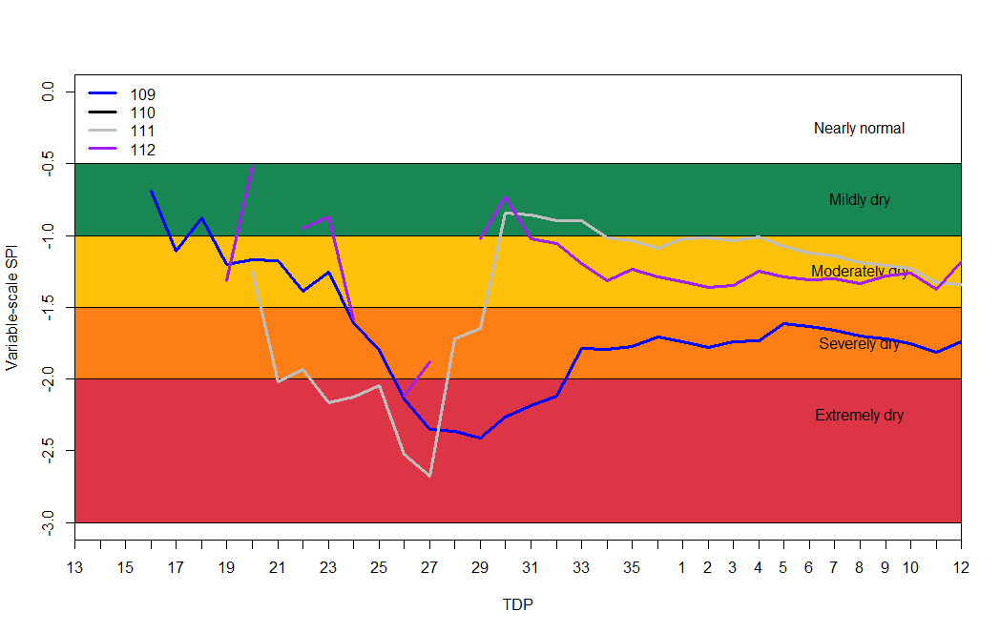 109
110
111
112
Nearly normal
Mildly dry
Moderately dry
Severely dry
Extremely dry
0.0
-0.5
-1.0
-1.5
-2.0
-2.5
-3.0
Variable-scale SPI
13 15 17 19 21 23 25 27 29 31 33 35 1 2 3 4 5 6 7 8 9 10 12
TDP